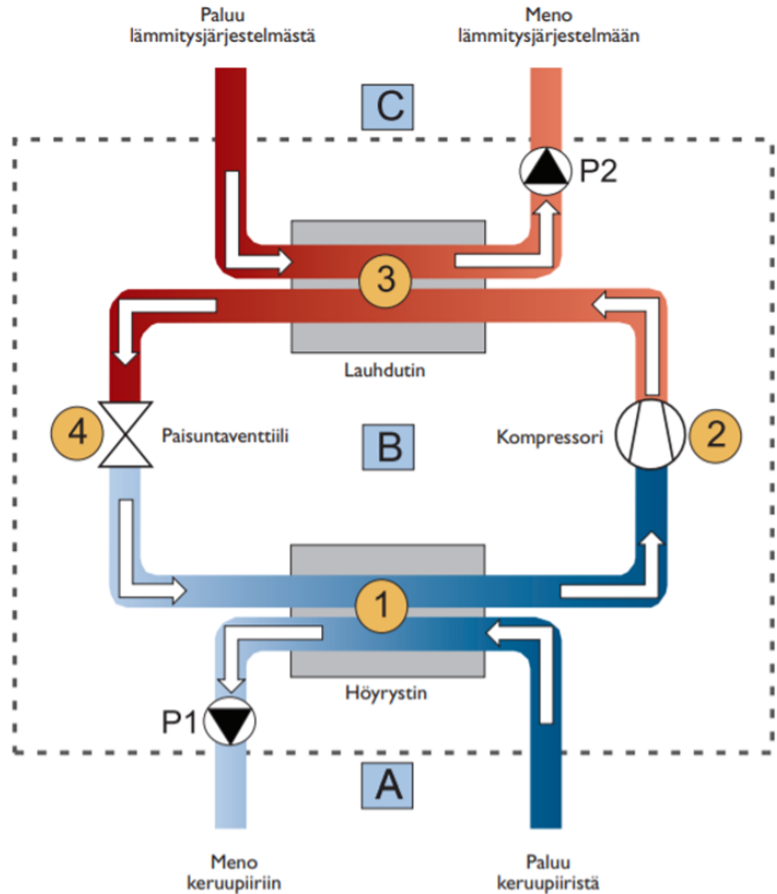 Paluu
lämmitysjärjestelmästä
Meno
lämmitysjärjestelmään
C
P2
3
Lauhdutin
4
Paisuntaventtiili
B
Kompressori
2
1
Höyrystin
P1
A
Meno
keruupiiriin
Paluu
keruupiiristä